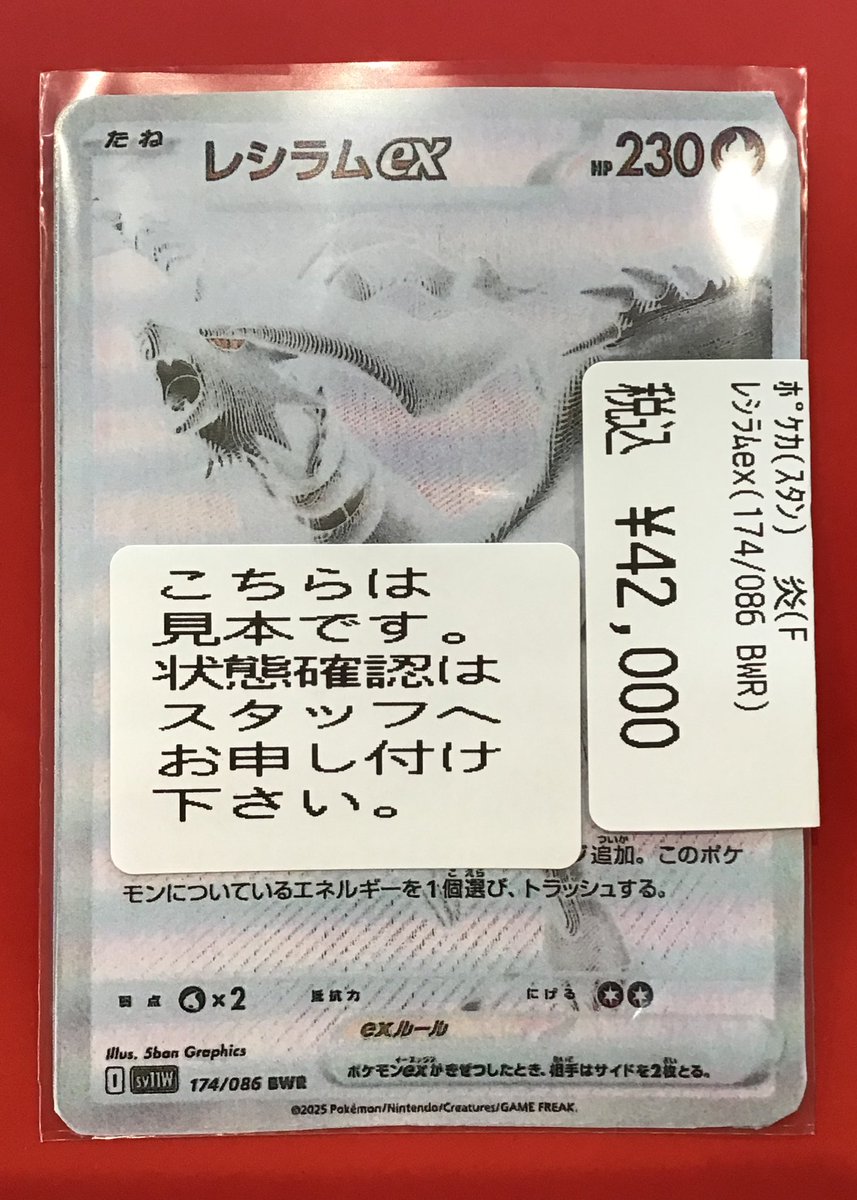 たね
レシラムex
HP 230
ポケカ(スタン) 炎(F
レシラムex(174/086 BWR)
税込 ¥42,000
こちらは
見本です。
状態確認は
スタッフへ
お申し付け
下さい。
追加。このポケ
モンについているエネルギーを1個選び、トラッシュする。
弱点 ×2 抵抗力 にげる
exルール
ポケモンexがきぜつしたとき、相手はサイドを2枚とる。
Illus. 5ban Graphics
I SV11W 174/086 BWR
©2025 Pokémon/Nintendo/Creatures/GAME FREAK.